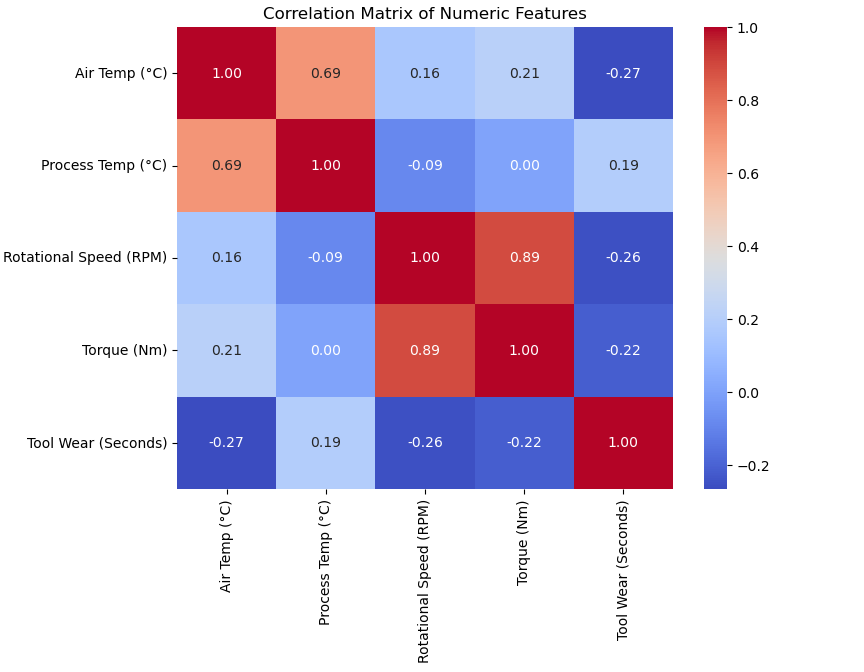 Correlation Matrix of Numeric Features
Air Temp (°C) 1.00 0.69 0.16 0.21 -0.27
Process Temp (°C) 0.69 1.00 -0.09 0.00 0.19
Rotational Speed (RPM) 0.16 -0.09 1.00 0.89 -0.26
Torque (Nm) 0.21 0.00 0.89 1.00 -0.22
Tool Wear (Seconds) -0.27 0.19 -0.26 -0.22 1.00
Air Temp (°C)
Process Temp (°C)
Rotational Speed (RPM)
Torque (Nm)
Tool Wear (Seconds)
1.0
0.8
0.6
0.4
0.2
0.0
−0.2